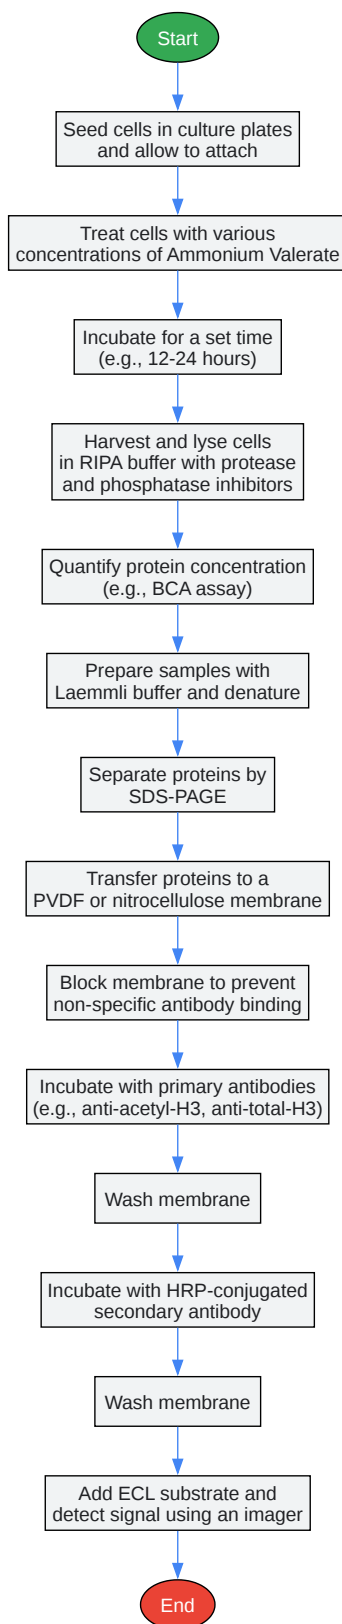 Start
Seed cells in culture plates
and allow to attach
Treat cells with various
concentrations of Ammonium Valerate
Incubate for a set time
(e.g., 12-24 hours)
Harvest and lyse cells
in RIPA buffer with protease
and phosphatase inhibitors
Quantify protein concentration
(e.g., BCA assay)
Prepare samples with
Laemmli buffer and denature
Separate proteins by
SDS-PAGE
Transfer proteins to a
PVDF or nitrocellulose membrane
Block membrane to prevent
non-specific antibody binding
Incubate with primary antibodies
(e.g., anti-acetyl-H3, anti-total-H3)
Wash membrane
Incubate with HRP-conjugated
secondary antibody
Wash membrane
Add ECL substrate and
detect signal using an imager
End